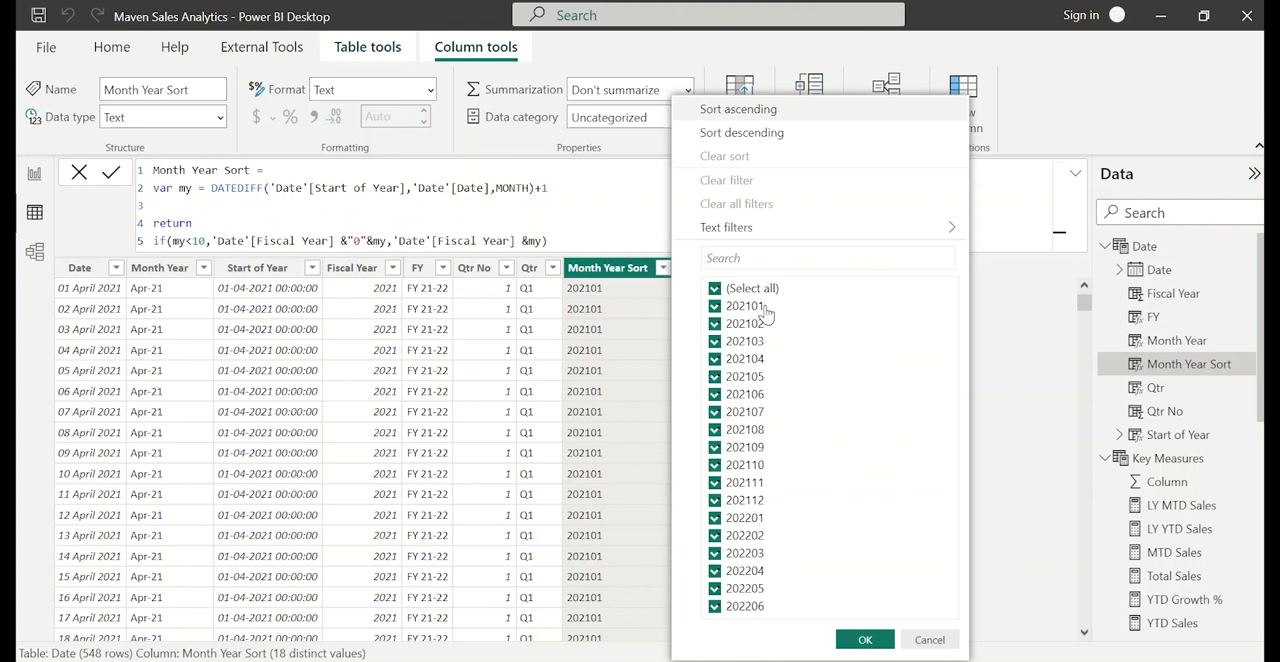 Maven Sales Analytics - Power BI Desktop
Search
Sign in
File
Home
Help
External Tools
Table tools
Column tools
Name
Month Year Sort
Format
Text
Summarization
Don't summarize
Data type
Text
$ % 9 Auto
Data category
Uncategorized
Structure
Formatting
Properties
1 Month Year Sort =
2 var my = DATEDIFF('Date'[Start of Year],'Date'[Date],MONTH)+1
3
4 return
5 if(my<10,'Date'[Fiscal Year] &"0"&my,'Date'[Fiscal Year] &my)
Date Month Year Start of Year Fiscal Year FY Qtr No Qtr Month Year Sort
01 April 2021 Apr-21 01-04-2021 00:00:00 2021 FY 21-22 1 Q1 202101
02 April 2021 Apr-21 01-04-2021 00:00:00 2021 FY 21-22 1 Q1 202101
03 April 2021 Apr-21 01-04-2021 00:00:00 2021 FY 21-22 1 Q1 202101
04 April 2021 Apr-21 01-04-2021 00:00:00 2021 FY 21-22 1 Q1 202101
05 April 2021 Apr-21 01-04-2021 00:00:00 2021 FY 21-22 1 Q1 202101
06 April 2021 Apr-21 01-04-2021 00:00:00 2021 FY 21-22 1 Q1 202101
07 April 2021 Apr-21 01-04-2021 00:00:00 2021 FY 21-22 1 Q1 202101
08 April 2021 Apr-21 01-04-2021 00:00:00 2021 FY 21-22 1 Q1 202101
09 April 2021 Apr-21 01-04-2021 00:00:00 2021 FY 21-22 1 Q1 202101
10 April 2021 Apr-21 01-04-2021 00:00:00 2021 FY 21-22 1 Q1 202101
11 April 2021 Apr-21 01-04-2021 00:00:00 2021 FY 21-22 1 Q1 202101
12 April 2021 Apr-21 01-04-2021 00:00:00 2021 FY 21-22 1 Q1 202101
13 April 2021 Apr-21 01-04-2021 00:00:00 2021 FY 21-22 1 Q1 202101
14 April 2021 Apr-21 01-04-2021 00:00:00 2021 FY 21-22 1 Q1 202101
15 April 2021 Apr-21 01-04-2021 00:00:00 2021 FY 21-22 1 Q1 202101
16 April 2021 Apr-21 01-04-2021 00:00:00 2021 FY 21-22 1 Q1 202101
17 April 2021 Apr-21 01-04-2021 00:00:00 2021 FY 21-22 1 Q1 202101
18 April 2021 Apr-21 01-04-2021 00:00:00 2021 FY 21-22 1 Q1 202101
Table: Date (548 rows) Column: Month Year Sort (18 distinct values)
Sort ascending
Sort descending
Clear sort
Clear filter
Clear all filters
Text filters
Search
(Select all)
202101
202102
202103
202104
202105
202106
202107
202108
202109
202110
202111
202112
202201
202202
202203
202204
202205
202206
OK
Cancel
Data
Search
Date
Date
Fiscal Year
FY
Month Year
Month Year Sort
Qtr
Qtr No
Start of Year
Key Measures
Column
LY MTD Sales
LY YTD Sales
MTD Sales
Total Sales
YTD Growth %
YTD Sales